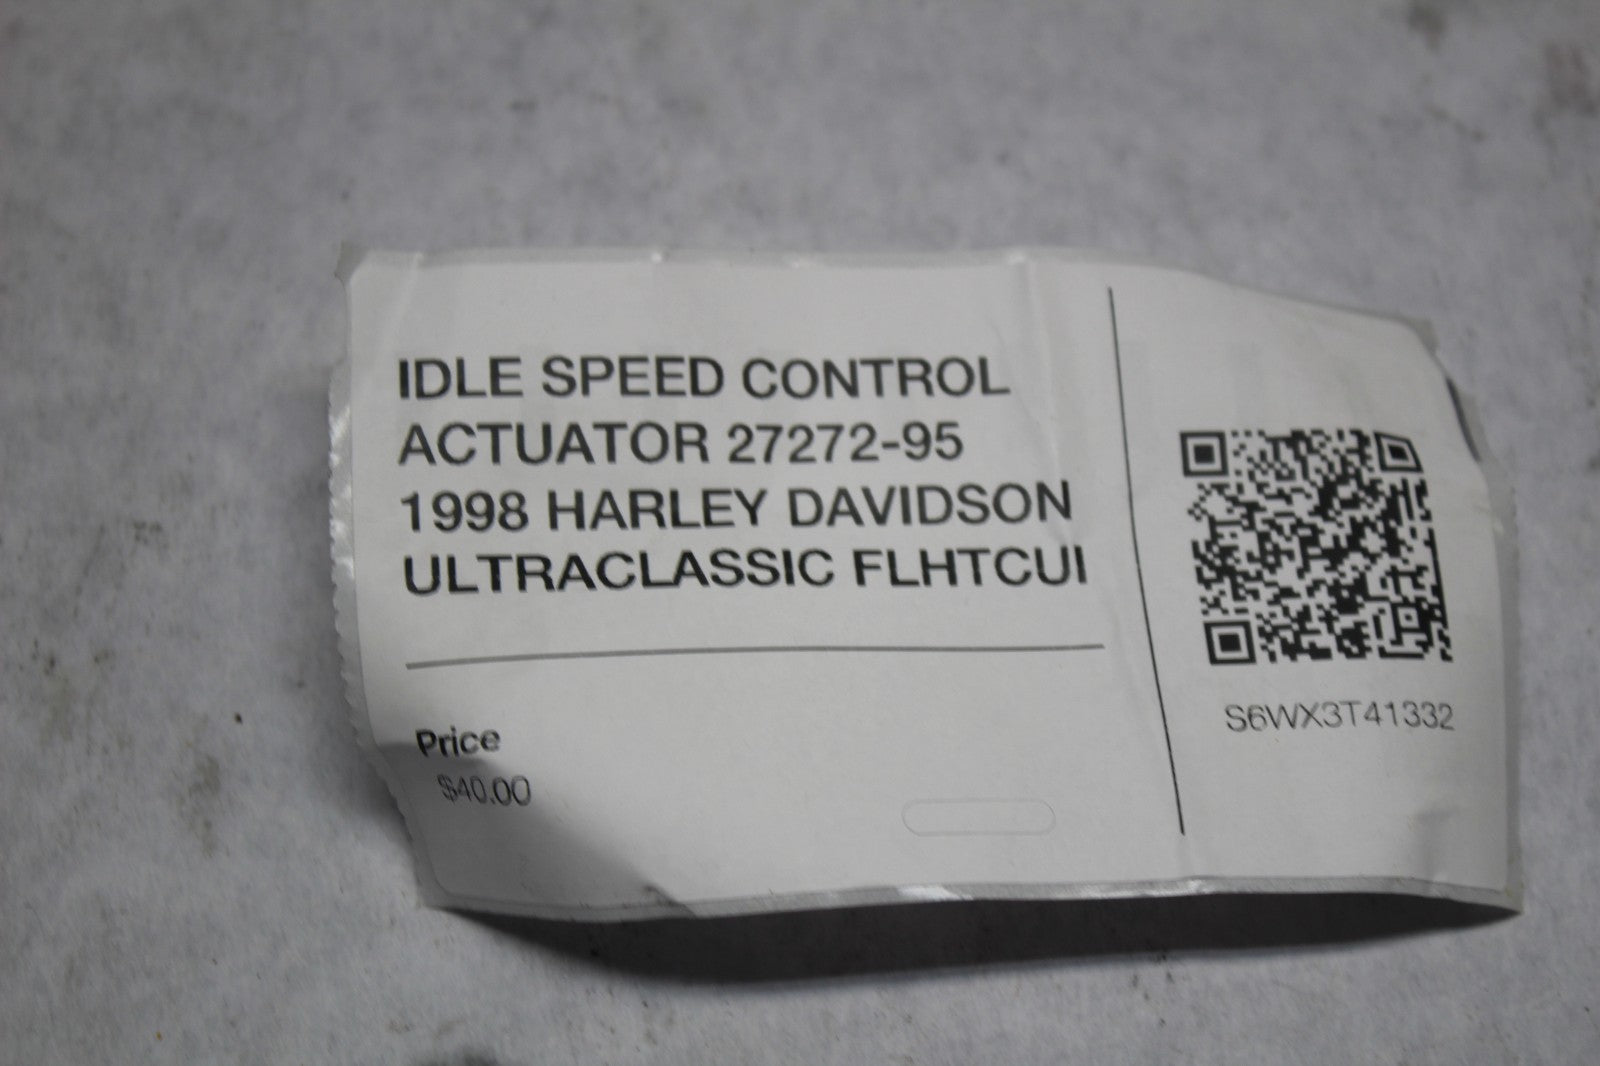 IDLE SPEED CONTROL
ACTUATOR 27272-95
1998 HARLEY DAVIDSON
ULTRACLASSIC FLHTCUI
Price
$40.00
S6WX3T41332